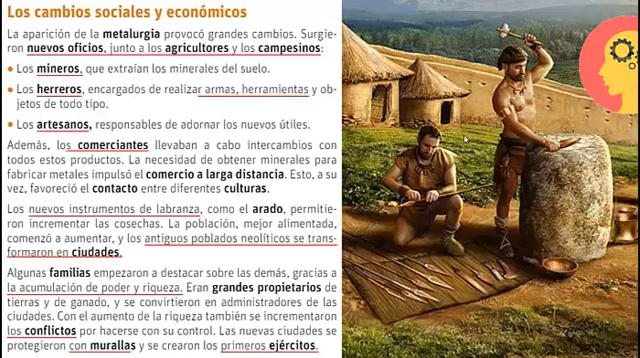 Los cambios sociales y económicos
La aparición de la metalurgia provocó grandes cambios. Surgie-
ron nuevos oficios, junto a los agricultores y los campesinos:
• Los mineros, que extraían los minerales del suelo.
• Los herreros, encargados de realizar armas, herramientas y ob-
jetos de todo tipo.
• Los artesanos, responsables de adornar los nuevos útiles.
Además, los comerciantes llevaban a cabo intercambios con
todos estos productos. La necesidad de obtener minerales para
fabricar metales impulsó el comercio a larga distancia. Esto, a su
vez, favoreció el contacto entre diferentes culturas.
Los nuevos instrumentos de labranza, como el arado, permitie-
ron incrementar las cosechas. La población, mejor alimentada,
comenzó a aumentar, y los antiguos poblados neolíticos se trans-
formaron en ciudades.
Algunas familias empezaron a destacar sobre las demás, gracias a
la acumulación de poder y riqueza. Eran grandes propietarios de
tierras y de ganado, y se convirtieron en administradores de las
ciudades. Con el aumento de la riqueza también se incrementaron
los conflictos por hacerse con su control. Las nuevas ciudades se
protegieron con murallas y se crearon los primeros ejércitos.